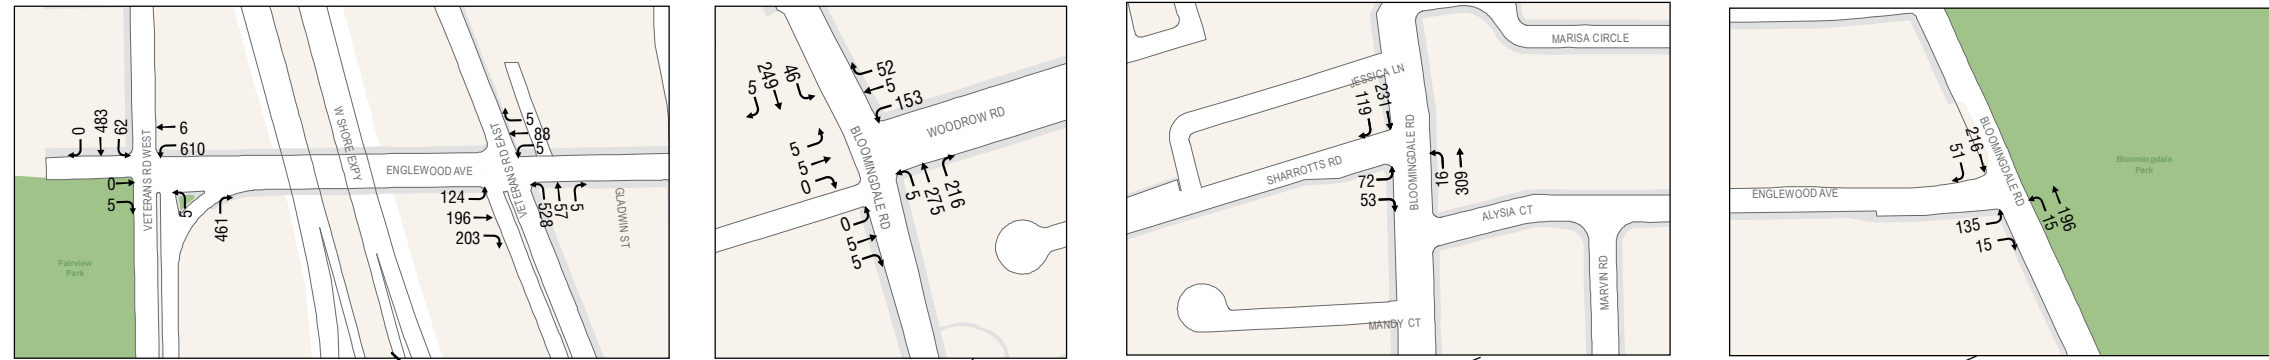 0
483
62
6
610
0
5
5
461
VETERANS RD WEST
W SHORE EXPY
ENGLEWOOD AVE
VETERANS RD EAST
5
88
5
124
196
203
528
57
5
GLADWIN ST
Fairview
Park
5
249
46
52
5
153
5
5
0
0
5
5
5
275
216
BLOOMINGDALE RD
WOODROW RD
MARISA CIRCLE
JESSICA LN
119
231
BLOOMINGDALE RD
SHARROTTS RD
72
53
16
309
ALYSIA CT
MARVIN RD
MANDY CT
51
216
BLOOMINGDALE RD
Bloomingdale
Park
ENGLEWOOD AVE
135
15
15
196